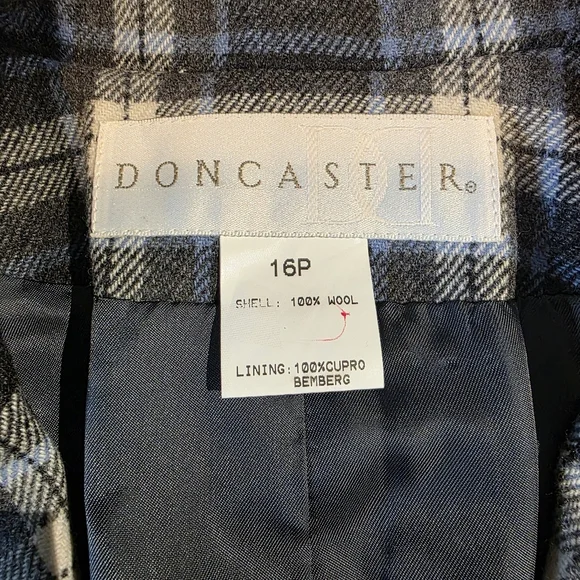 DONCASTER®
16P
SHELL: 100% WOOL
LINING:100%CUPRO
BEMBERG